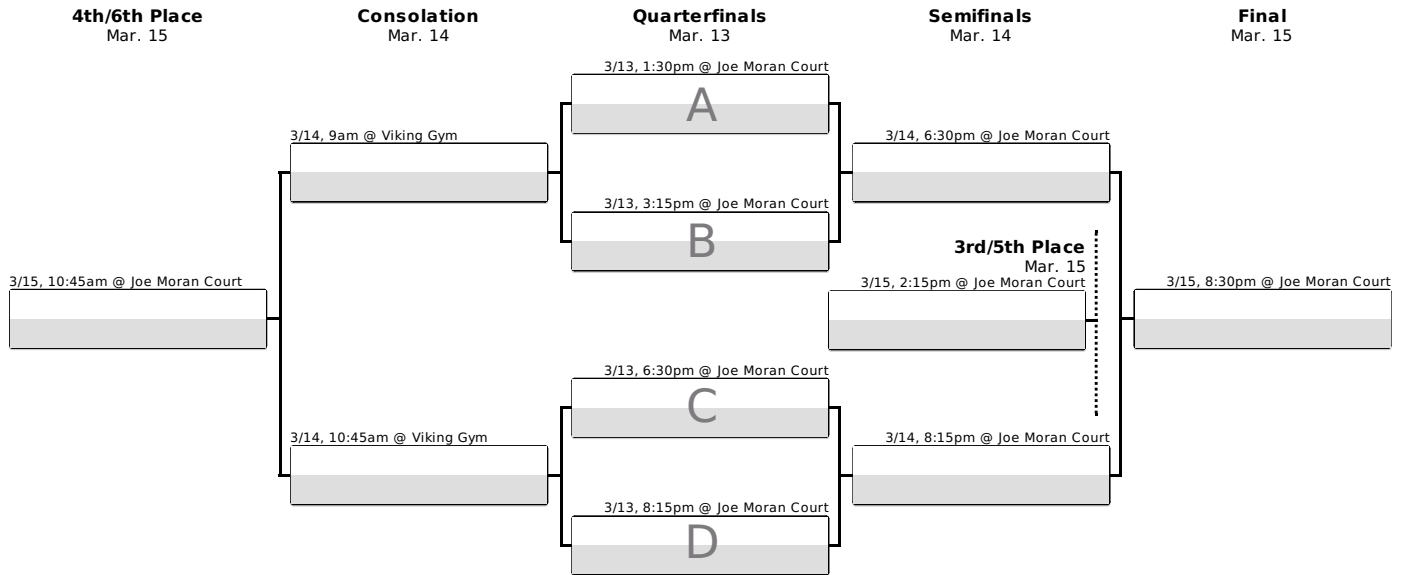 4th/6th Place
Mar. 15
Consolation
Mar. 14
Quarterfinals
Mar. 13
Semifinals
Mar. 14
Final
Mar. 15
3/13, 1:30pm @ Joe Moran Court
A
3/14, 9am @ Viking Gym
3/14, 6:30pm @ Joe Moran Court
3/13, 3:15pm @ Joe Moran Court
B
3rd/5th Place
Mar. 15
3/15, 10:45am @ Joe Moran Court
3/15, 2:15pm @ Joe Moran Court
3/15, 8:30pm @ Joe Moran Court
3/13, 6:30pm @ Joe Moran Court
C
3/14, 10:45am @ Viking Gym
3/14, 8:15pm @ Joe Moran Court
3/13, 8:15pm @ Joe Moran Court
D